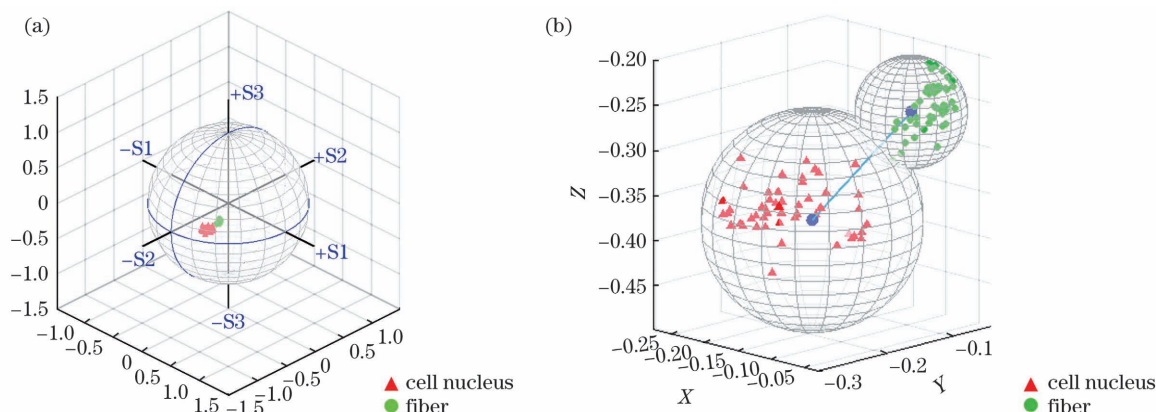 (a)
1.5
1.0
0.5
0
−0.5
−1.0
−1.5
+S3
−S1
+S2
−S2
+S1
−S3
−1.0
−0.5
0
0.5
1.0
1.5
−1.5
−1.0
−0.5
0
0.5
1.0
cell nucleus
fiber
(b)
−0.20
−0.25
−0.30
−0.35
−0.40
−0.45
Z
−0.25
−0.20
−0.15
−0.10
−0.05
X
−0.3
−0.2
−0.1
Y
cell nucleus
fiber